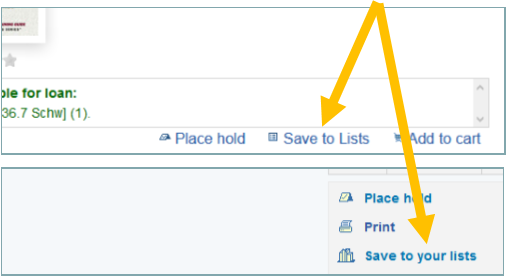 ble for loan:
36.7 Schw] (1).
Place hold Save to Lists Add to cart
Place hold
Print
Save to your lists